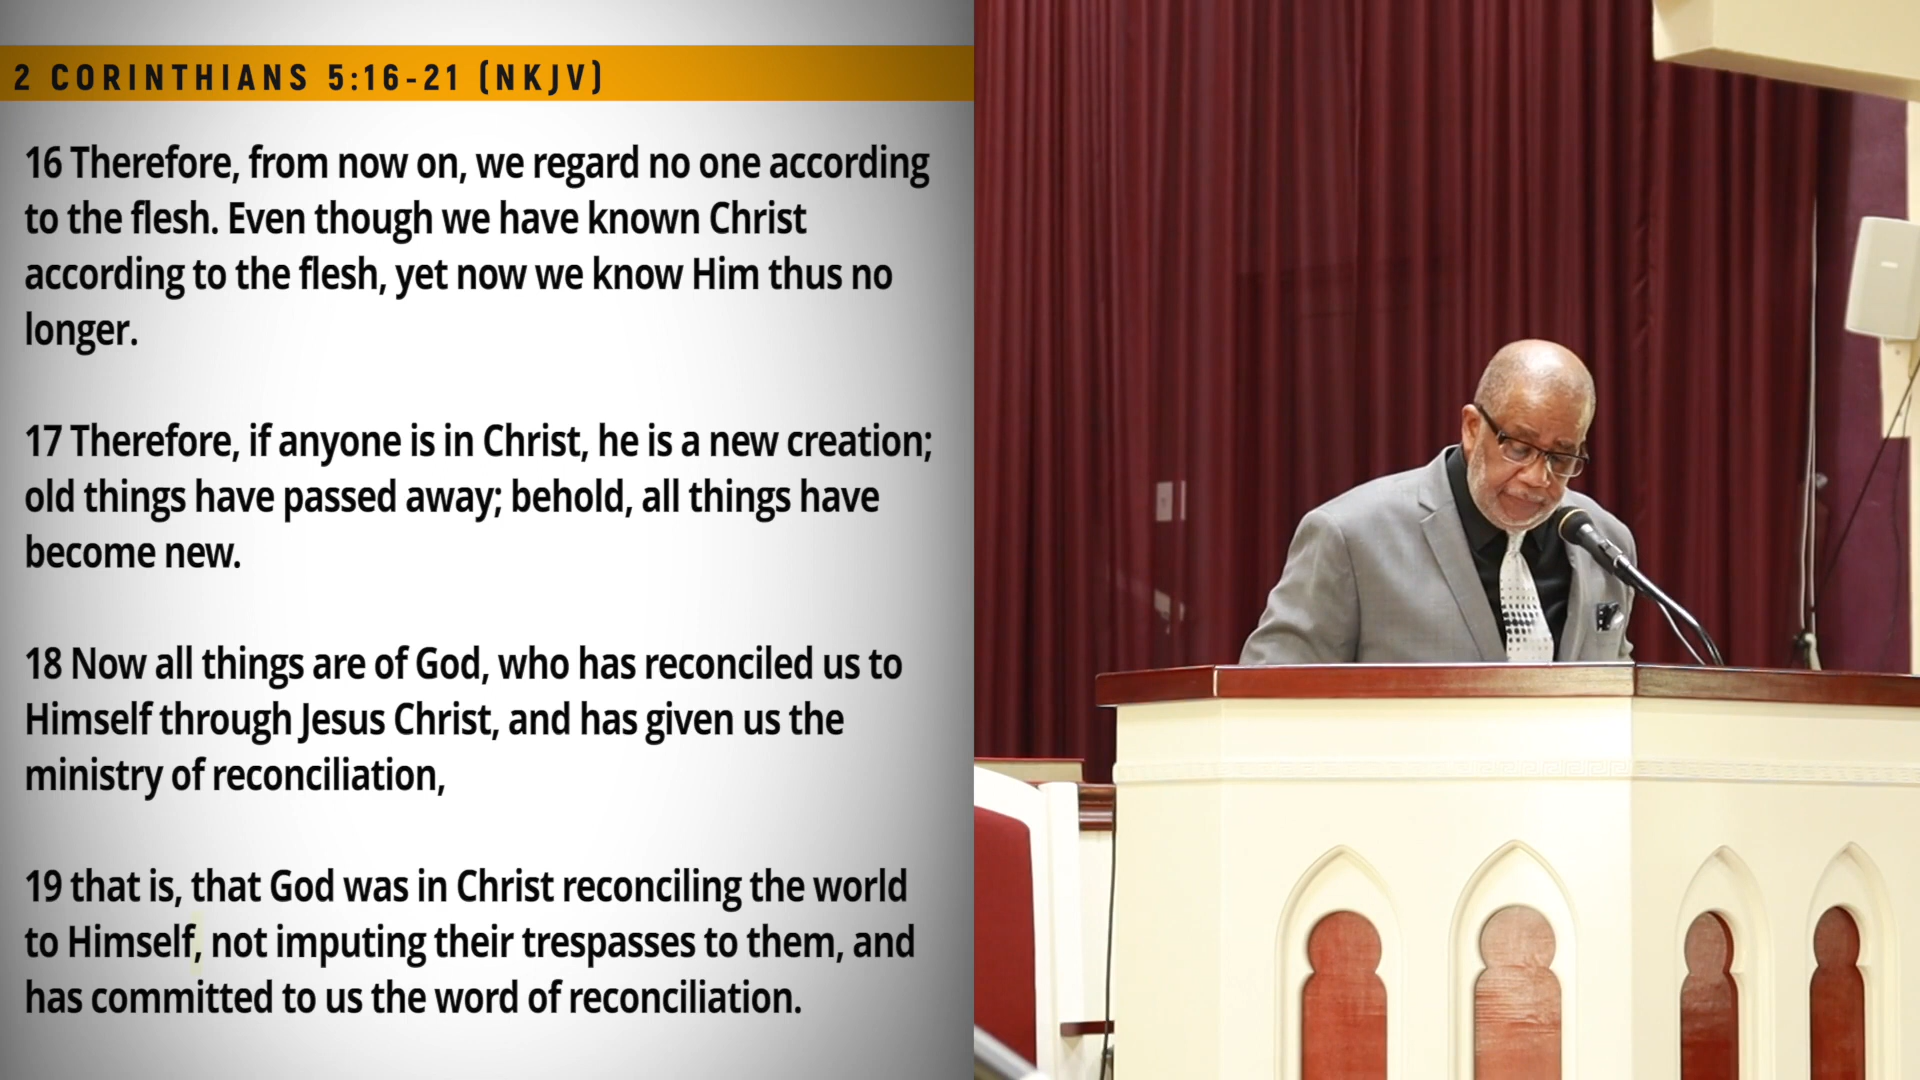 2 CORINTHIANS 5:16-21 (NKJV)
16 Therefore, from now on, we regard no one according
to the flesh. Even though we have known Christ
according to the flesh, yet now we know Him thus no
longer.
17 Therefore, if anyone is in Christ, he is a new creation;
old things have passed away; behold, all things have
become new.
18 Now all things are of God, who has reconciled us to
Himself through Jesus Christ, and has given us the
ministry of reconciliation,
19 that is, that God was in Christ reconciling the world
to Himself, not imputing their trespasses to them, and
has committed to us the word of reconciliation.